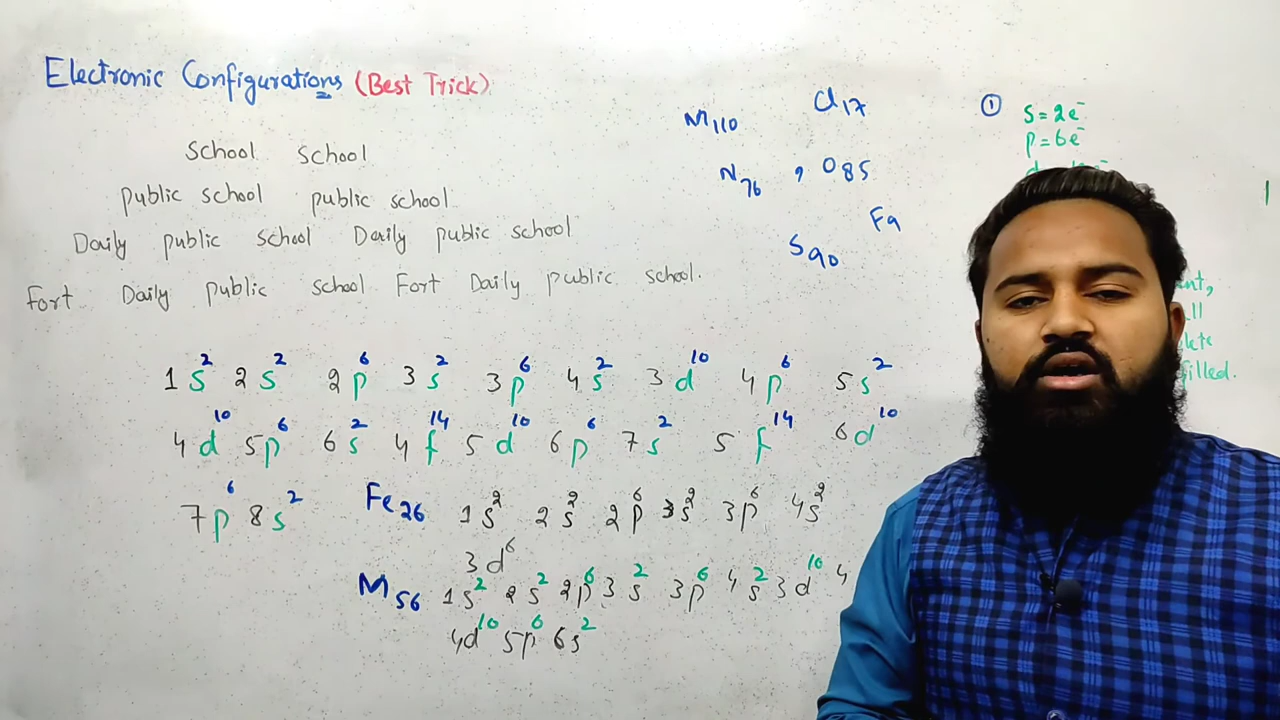 Electronic Configurations (Best Trick)
School School
public school public school
Daily public school Daily public school
Fort Daily public school Fort Daily public school.
1s² 2s² 2p⁶ 3s² 3p⁶ 4s² 3d¹⁰ 4p⁶ 5s²
4d¹⁰ 5p⁶ 6s² 4f¹⁴ 5d¹⁰ 6p⁶ 7s² 5f¹⁴ 6d¹⁰
7p⁶ 8s²
Fe₂₆ 1s² 2s² 2p⁶ 3s² 3p⁶ 4s²
3d⁶
M₅₆ 1s² 2s² 2p⁶ 3s² 3p⁶ 4s² 3d¹⁰ 4
4d¹⁰ 5p⁶ 6s²
M₁₁₀ Cl₁₇
N₇₆ , O₈₅
F₉
S₉₀
① s = 2e⁻
p = 6e⁻
filled.